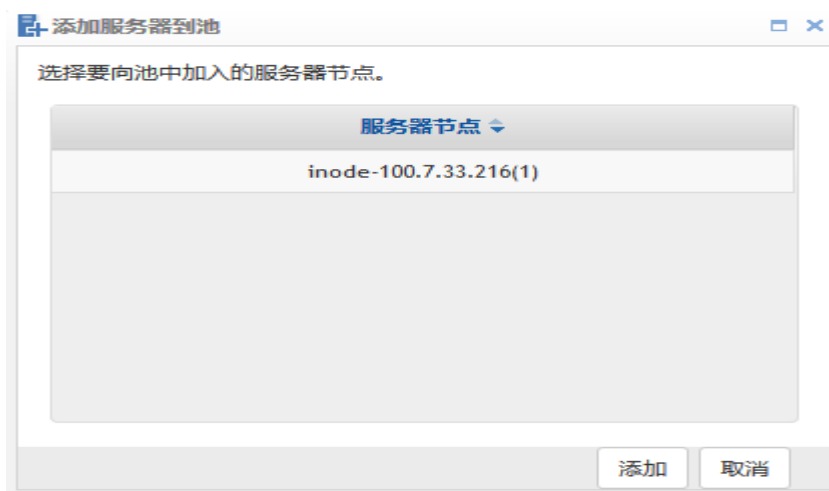 添加服务器到池
选择要向池中加入的服务器节点。
服务器节点
inode-100.7.33.216(1)
添加 取消